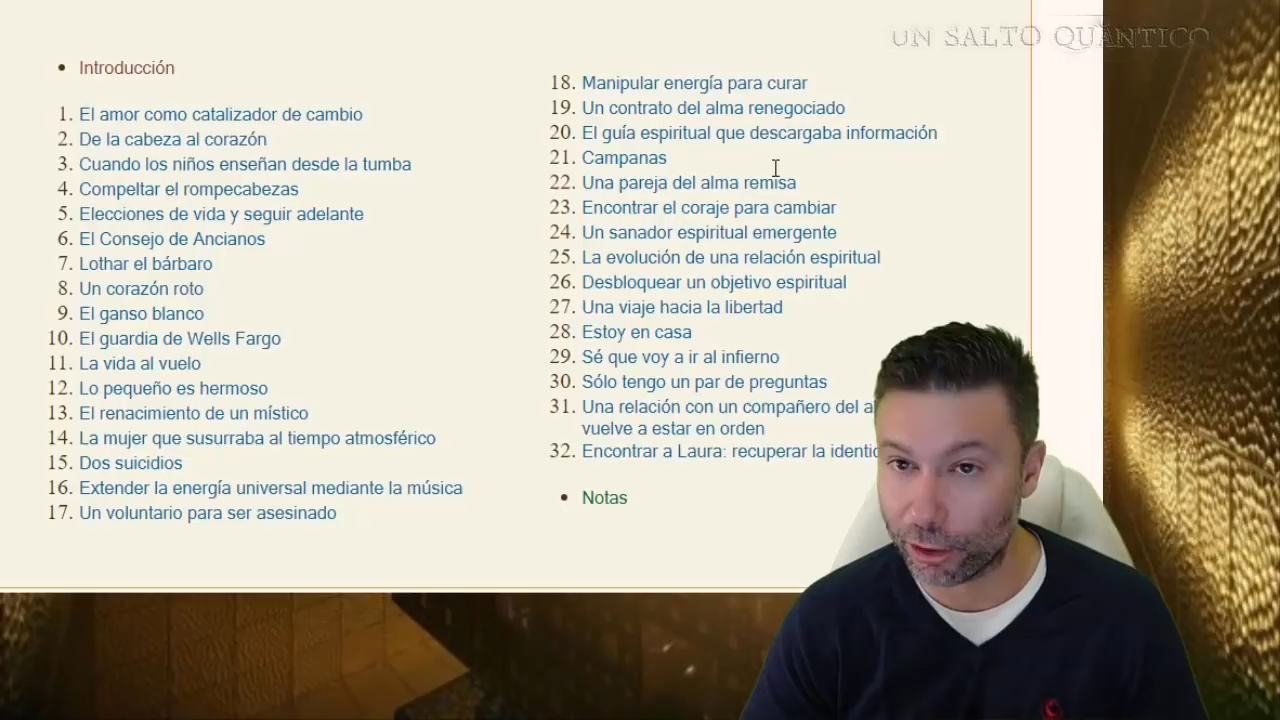 UN SALTO QUÁNTICO
• Introducción
1. El amor como catalizador de cambio
2. De la cabeza al corazón
3. Cuando los niños enseñan desde la tumba
4. Compeltar el rompecabezas
5. Elecciones de vida y seguir adelante
6. El Consejo de Ancianos
7. Lothar el bárbaro
8. Un corazón roto
9. El ganso blanco
10. El guardia de Wells Fargo
11. La vida al vuelo
12. Lo pequeño es hermoso
13. El renacimiento de un místico
14. La mujer que susurraba al tiempo atmosférico
15. Dos suicidios
16. Extender la energía universal mediante la música
17. Un voluntario para ser asesinado
18. Manipular energía para curar
19. Un contrato del alma renegociado
20. El guía espiritual que descargaba información
21. Campanas
22. Una pareja del alma remisa
23. Encontrar el coraje para cambiar
24. Un sanador espiritual emergente
25. La evolución de una relación espiritual
26. Desbloquear un objetivo espiritual
27. Una viaje hacia la libertad
28. Estoy en casa
29. Sé que voy a ir al infierno
30. Sólo tengo un par de preguntas
31. Una relación con un compañero del
vuelve a estar en orden
32. Encontrar a Laura: recuperar la
• Notas